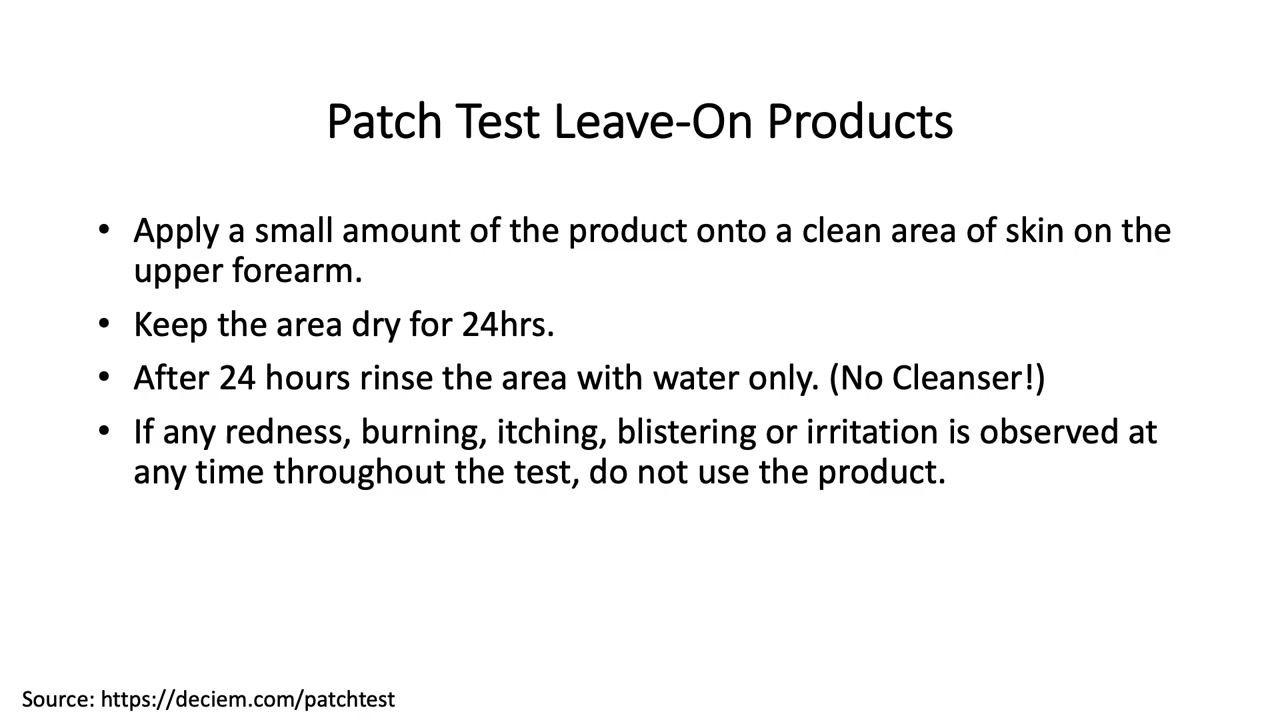 Patch Test Leave-On Products
• Apply a small amount of the product onto a clean area of skin on the
upper forearm.
• Keep the area dry for 24hrs.
• After 24 hours rinse the area with water only. (No Cleanser!)
• If any redness, burning, itching, blistering or irritation is observed at
any time throughout the test, do not use the product.
Source: https://deciem.com/patchtest